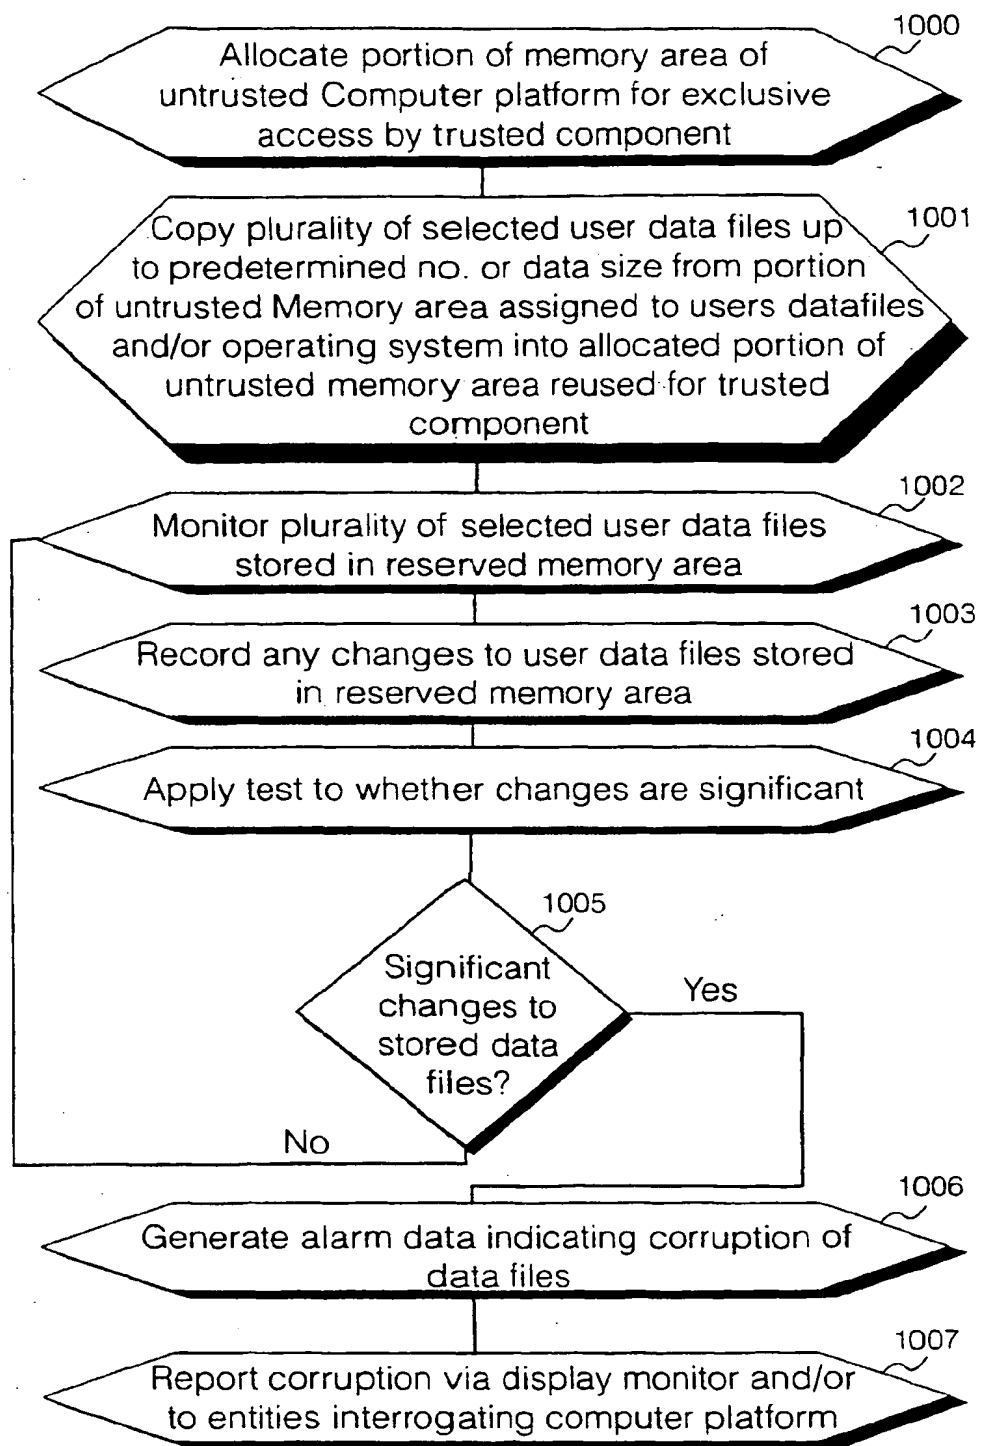 1000
Allocate portion of memory area of
untrusted Computer platform for exclusive
access by trusted component
1001
Copy plurality of selected user data files up
to predetermined no. or data size from portion
of untrusted Memory area assigned to users datafiles
and/or operating system into allocated portion of
untrusted memory area reused for trusted
component
1002
Monitor plurality of selected user data files
stored in reserved memory area
1003
Record any changes to user data files stored
in reserved memory area
1004
Apply test to whether changes are significant
1005
Significant
changes to
stored data
files?
Yes
No
1006
Generate alarm data indicating corruption of
data files
1007
Report corruption via display monitor and/or
to entities interrogating computer platform